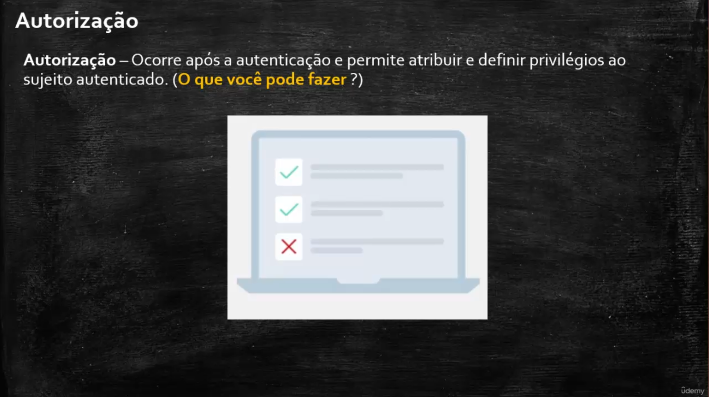 Autorização
Autorização – Ocorre após a autenticação e permite atribuir e definir privilégios ao
sujeito autenticado. (O que você pode fazer ?)
ûdemy